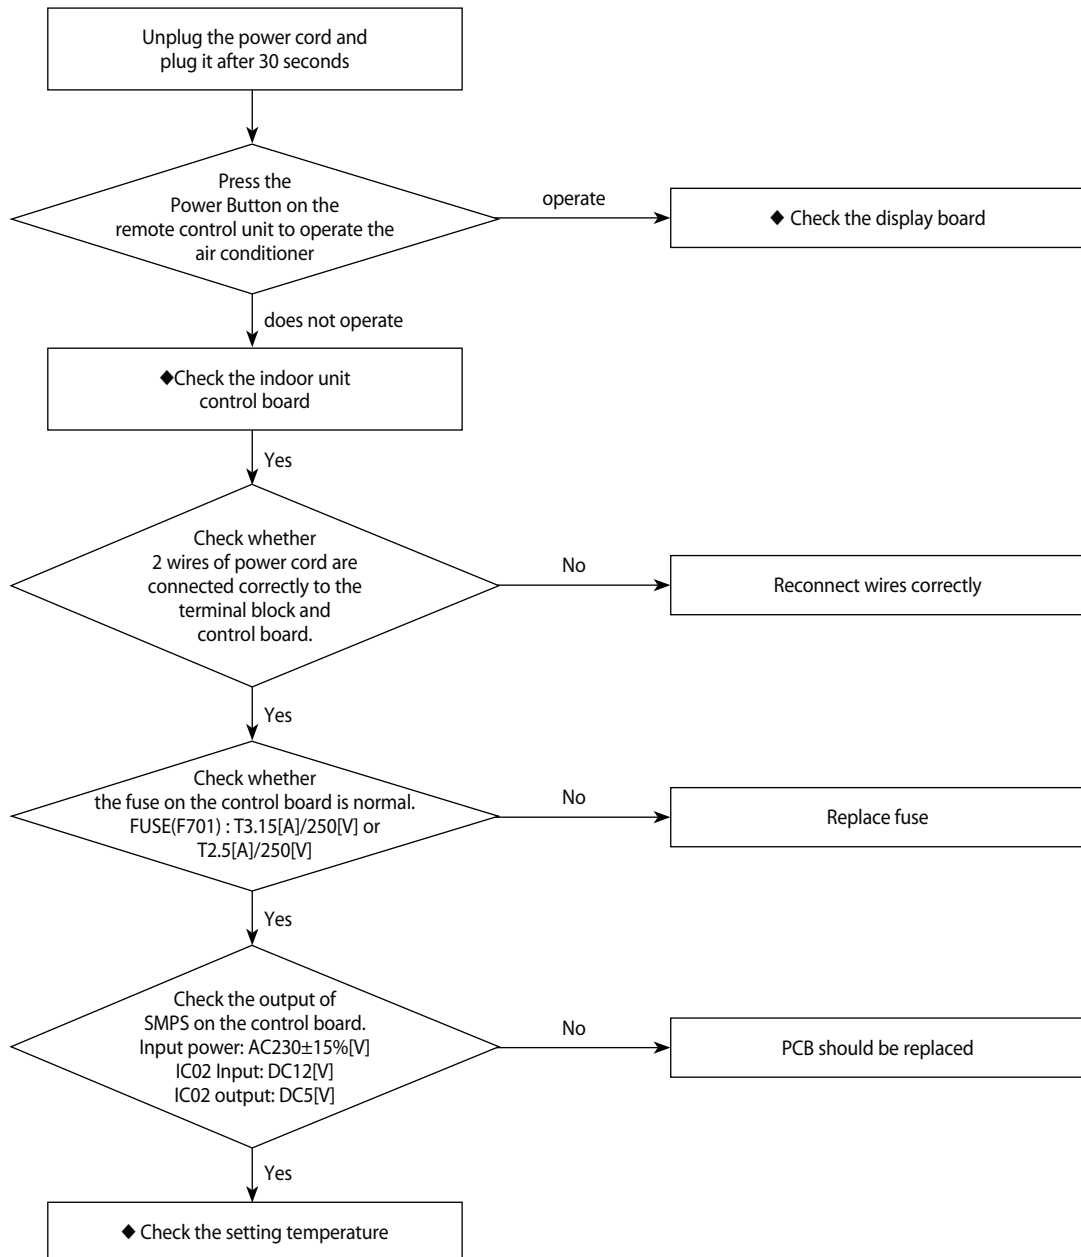 Unplug the power cord and
plug it after 30 seconds
Press the
Power Button on the
remote control unit to operate the
air conditioner
operate
◆ Check the display board
does not operate
◆Check the indoor unit
control board
Yes
Check whether
2 wires of power cord are
connected correctly to the
terminal block and
control board.
No
Reconnect wires correctly
Yes
Check whether
the fuse on the control board is normal.
FUSE(F701) : T3.15[A]/250[V] or
T2.5[A]/250[V]
No
Replace fuse
Yes
Check the output of
SMPS on the control board.
Input power: AC230±15%[V]
IC02 Input: DC12[V]
IC02 output: DC5[V]
No
PCB should be replaced
Yes
◆ Check the setting temperature